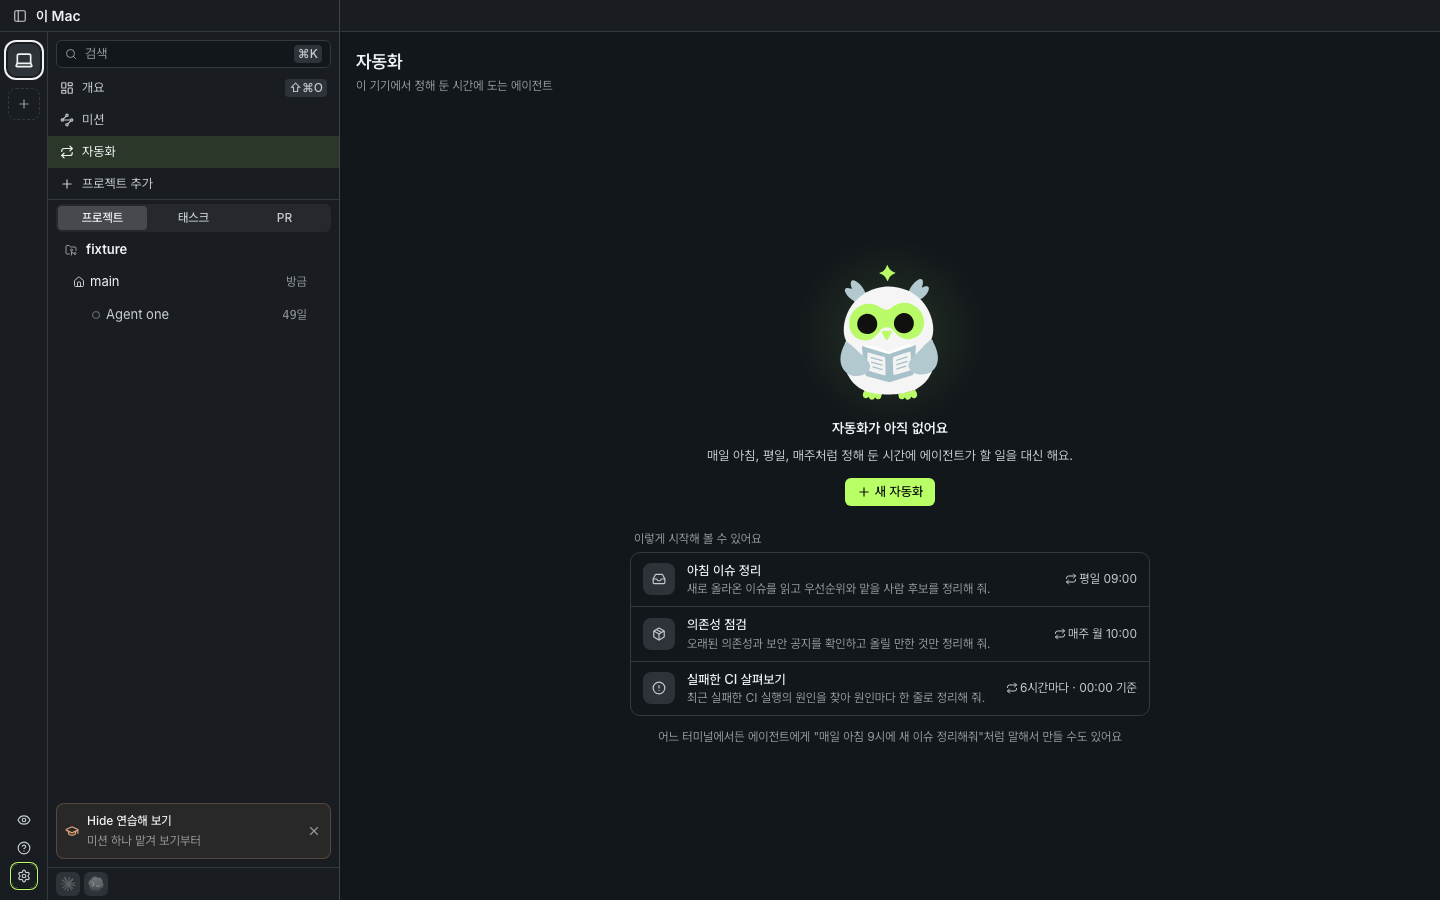 이 Mac
검색 ⌘K
개요 ⇧⌘O
미션
자동화
프로젝트 추가
프로젝트 태스크 PR
fixture
main 방금
Agent one 49일
Hide 연습해 보기
미션 하나 맡겨 보기부터
자동화
이 기기에서 정해 둔 시간에 도는 에이전트
자동화가 아직 없어요
매일 아침, 평일, 매주처럼 정해 둔 시간에 에이전트가 할 일을 대신 해요.
새 자동화
이렇게 시작해 볼 수 있어요
아침 이슈 정리
새로 올라온 이슈를 읽고 우선순위와 맡을 사람 후보를 정리해 줘.
평일 09:00
의존성 점검
오래된 의존성과 보안 공지를 확인하고 올릴 만한 것만 정리해 줘.
매주 월 10:00
실패한 CI 살펴보기
최근 실패한 CI 실행의 원인을 찾아 원인마다 한 줄로 정리해 줘.
6시간마다 · 00:00 기준
어느 터미널에서든 에이전트에게 "매일 아침 9시에 새 이슈 정리해줘"처럼 말해서 만들 수도 있어요